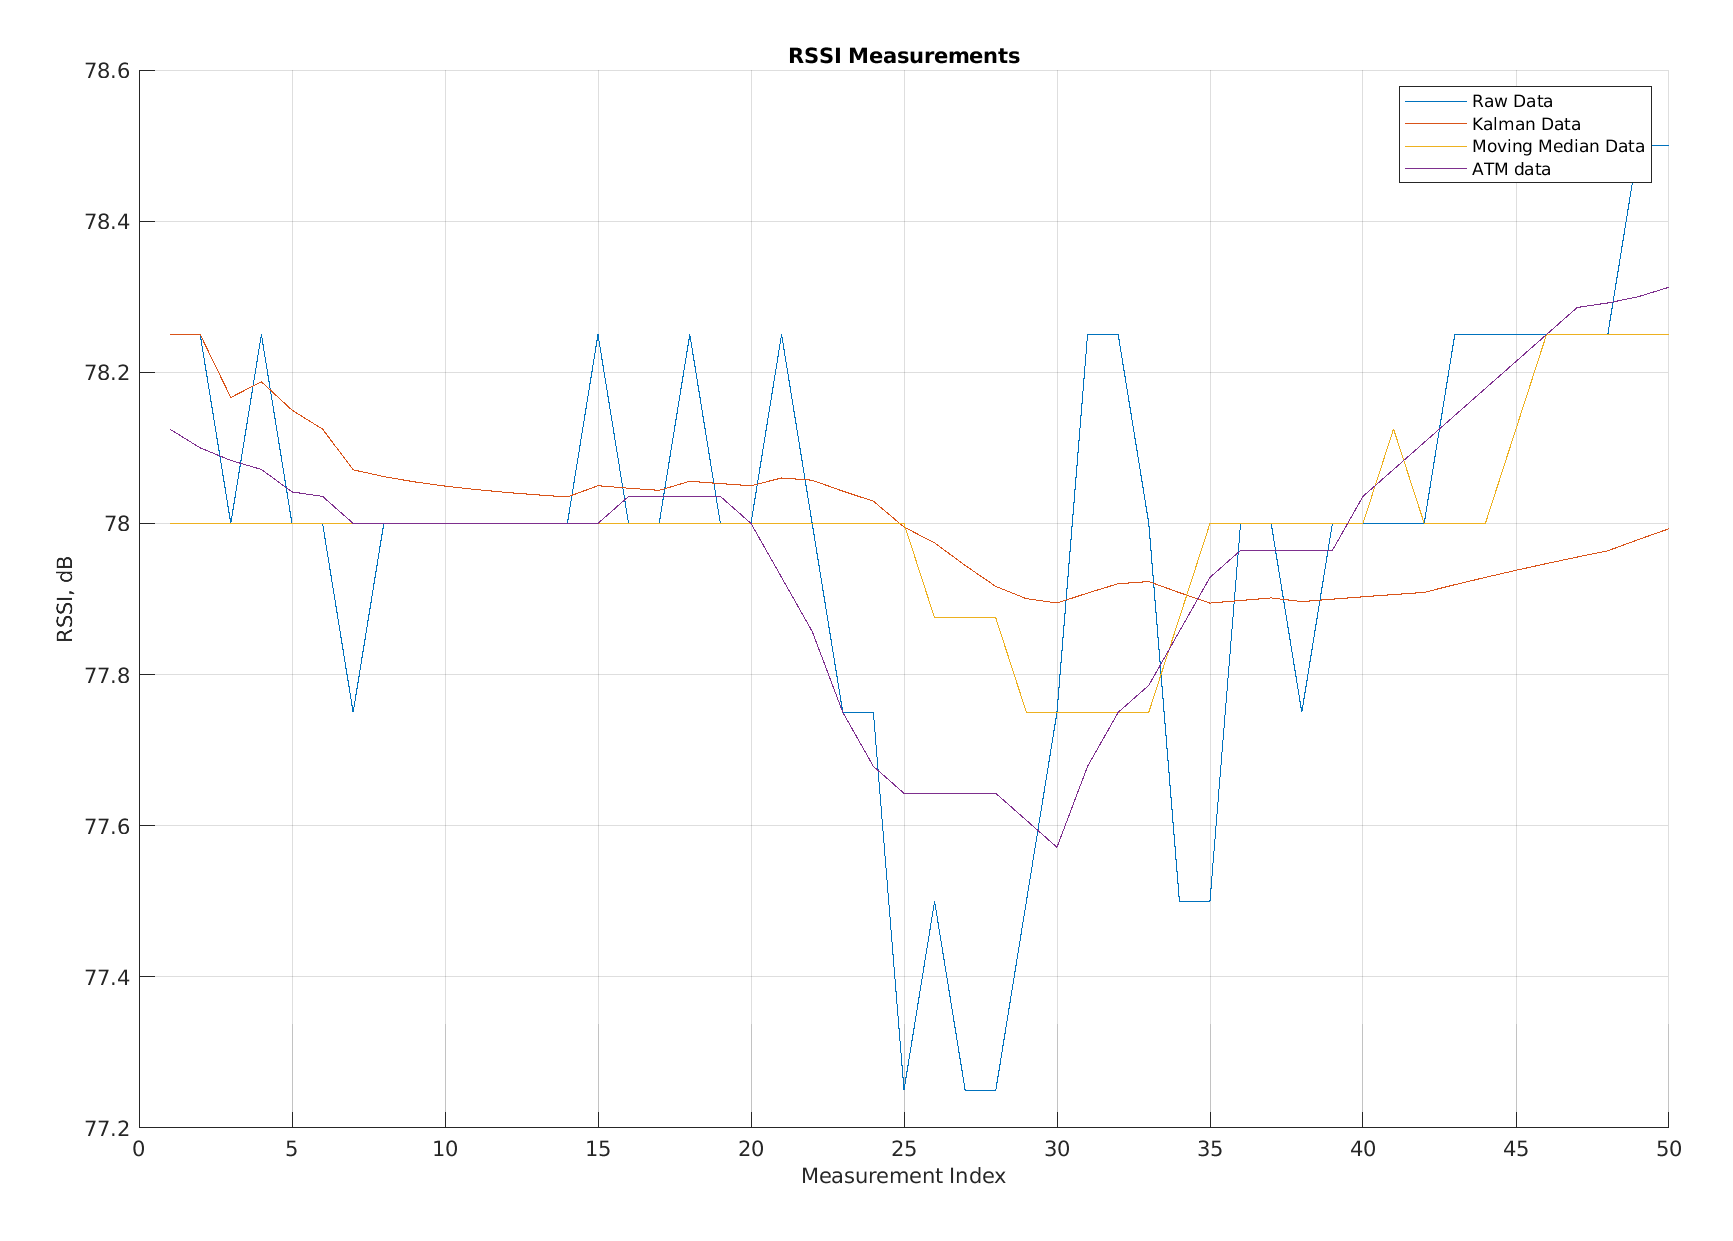 RSSI Measurements
78.6
78.4
78.2
78
77.8
77.6
77.4
77.2
RSSI, dB
Raw Data
Kalman Data
Moving Median Data
ATM data
0 5 10 15 20 25 30 35 40 45 50
Measurement Index